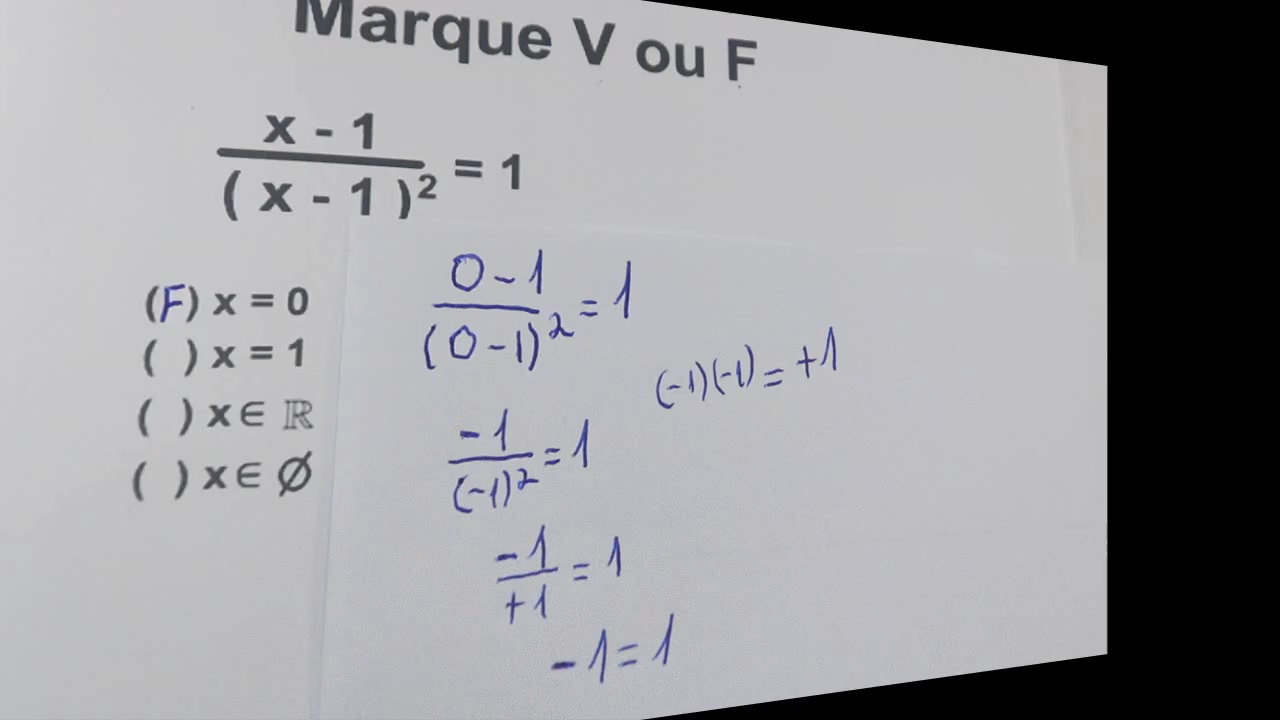 Marque V ou F
x - 1
( x - 1 )² = 1
(F) x = 0
( ) x = 1
( ) x ∈ ℝ
( ) x ∈ Ø
0 - 1
(0 - 1)² = 1
(-1)(-1) = +1
-1
(-1)² = 1
-1
+1 = 1
-1 = 1